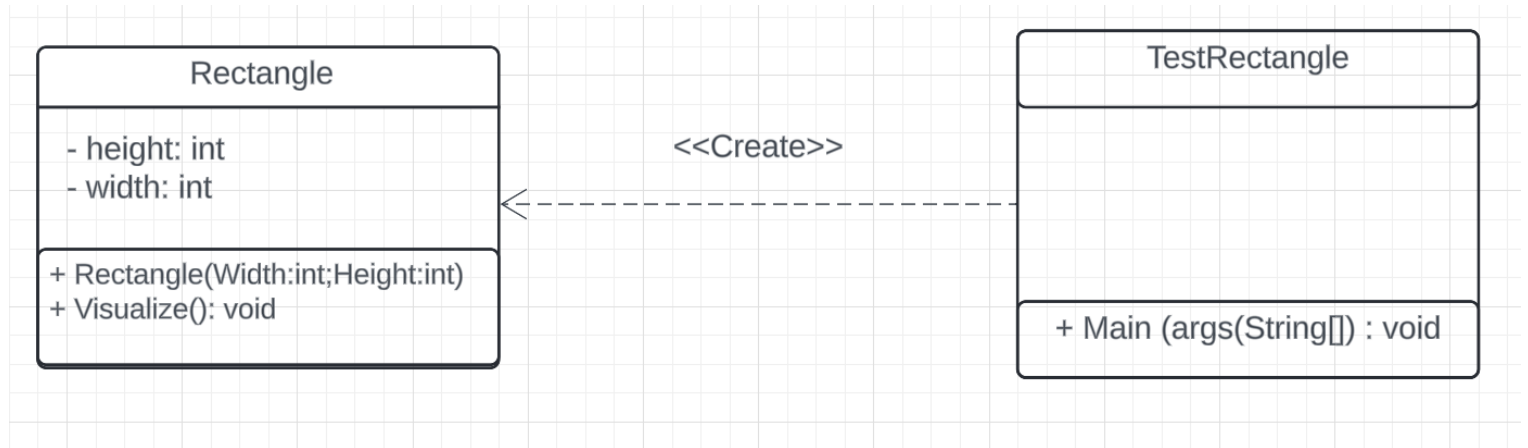 Rectangle
- height: int
- width: int
+ Rectangle(Width:int;Height:int)
+ Visualize(): void
<<Create>>
TestRectangle
+ Main (args(String[]) : void